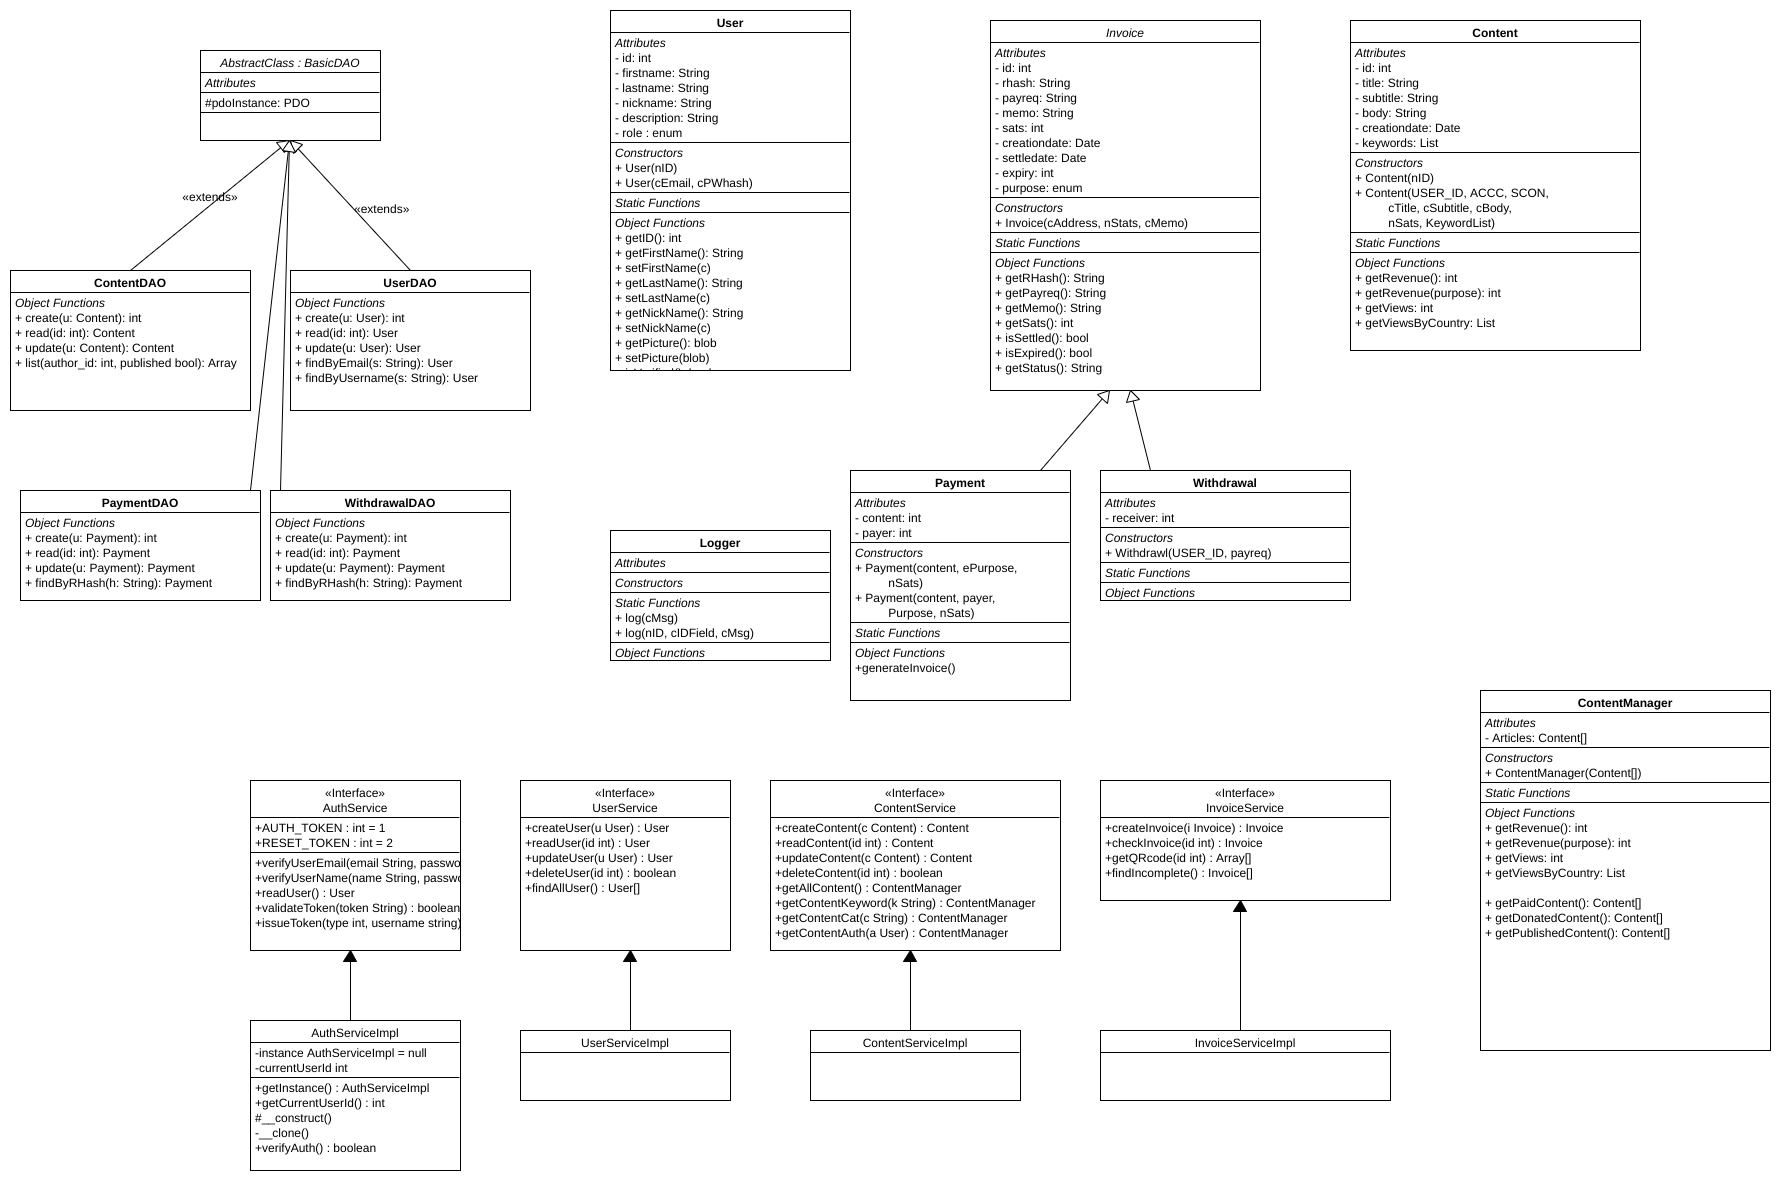 AbstractClass : BasicDAO
Attributes
#pdoInstance: PDO
«extends»
«extends»
ContentDAO
Object Functions
+ create(u: Content): int
+ read(id: int): Content
+ update(u: Content): Content
+ list(author_id: int, published bool): Array
UserDAO
Object Functions
+ create(u: User): int
+ read(id: int): User
+ update(u: User): User
+ findByEmail(s: String): User
+ findByUsername(s: String): User
PaymentDAO
Object Functions
+ create(u: Payment): int
+ read(id: int): Payment
+ update(u: Payment): Payment
+ findByRHash(h: String): Payment
WithdrawalDAO
Object Functions
+ create(u: Payment): int
+ read(id: int): Payment
+ update(u: Payment): Payment
+ findByRHash(h: String): Payment
User
Attributes
- id: int
- firstname: String
- lastname: String
- nickname: String
- description: String
- role : enum
Constructors
+ User(nID)
+ User(cEmail, cPWhash)
Static Functions
Object Functions
+ getID(): int
+ getFirstName(): String
+ setFirstName(c)
+ getLastName(): String
+ setLastName(c)
+ getNickName(): String
+ setNickName(c)
+ getPicture(): blob
+ setPicture(blob)
Invoice
Attributes
- id: int
- rhash: String
- payreq: String
- memo: String
- sats: int
- creationdate: Date
- settledate: Date
- expiry: int
- purpose: enum
Constructors
+ Invoice(cAddress, nStats, cMemo)
Static Functions
Object Functions
+ getRHash(): String
+ getPayreq(): String
+ getMemo(): String
+ getSats(): int
+ isSettled(): bool
+ isExpired(): bool
+ getStatus(): String
Content
Attributes
- id: int
- title: String
- subtitle: String
- body: String
- creationdate: Date
- keywords: List
Constructors
+ Content(nID)
+ Content(USER_ID, ACCC, SCON,
cTitle, cSubtitle, cBody,
nSats, KeywordList)
Static Functions
Object Functions
+ getRevenue(): int
+ getRevenue(purpose): int
+ getViews: int
+ getViewsByCountry: List
Logger
Attributes
Constructors
Static Functions
+ log(cMsg)
+ log(nID, cIDField, cMsg)
Object Functions
Payment
Attributes
- content: int
- payer: int
Constructors
+ Payment(content, ePurpose,
nSats)
+ Payment(content, payer,
Purpose, nSats)
Static Functions
Object Functions
+generateInvoice()
Withdrawal
Attributes
- receiver: int
Constructors
+ Withdrawl(USER_ID, payreq)
Static Functions
Object Functions
ContentManager
Attributes
- Articles: Content[]
Constructors
+ ContentManager(Content[])
Static Functions
Object Functions
+ getRevenue(): int
+ getRevenue(purpose): int
+ getViews: int
+ getViewsByCountry: List
+ getPaidContent(): Content[]
+ getDonatedContent(): Content[]
+ getPublishedContent(): Content[]
«Interface»
AuthService
+AUTH_TOKEN : int = 1
+RESET_TOKEN : int = 2
+verifyUserEmail(email String, passwo
+verifyUserName(name String, passwo
+readUser() : User
+validateToken(token String) : boolean
+issueToken(type int, username string)
«Interface»
UserService
+createUser(u User) : User
+readUser(id int) : User
+updateUser(u User) : User
+deleteUser(id int) : boolean
+findAllUser() : User[]
«Interface»
ContentService
+createContent(c Content) : Content
+readContent(id int) : Content
+updateContent(c Content) : Content
+deleteContent(id int) : boolean
+getAllContent() : ContentManager
+getContentKeyword(k String) : ContentManager
+getContentCat(c String) : ContentManager
+getContentAuth(a User) : ContentManager
«Interface»
InvoiceService
+createInvoice(i Invoice) : Invoice
+checkInvoice(id int) : Invoice
+getQRcode(id int) : Array[]
+findIncomplete() : Invoice[]
AuthServiceImpl
-instance AuthServiceImpl = null
-currentUserId int
+getInstance() : AuthServiceImpl
+getCurrentUserId() : int
#__construct()
-__clone()
+verifyAuth() : boolean
UserServiceImpl
ContentServiceImpl
InvoiceServiceImpl